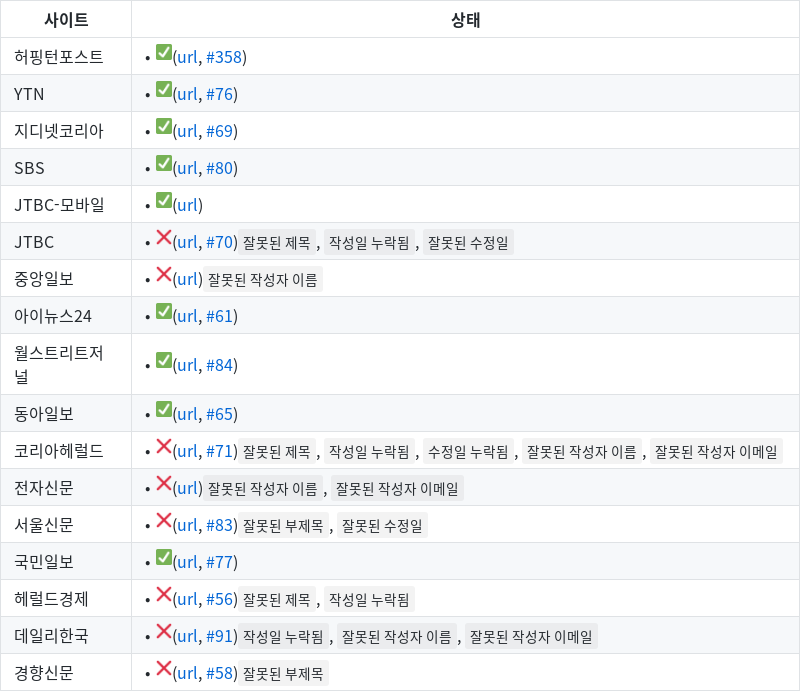 사이트 상태
허핑턴포스트 • ✅(url, #358)
YTN • ✅(url, #76)
지디넷코리아 • ✅(url, #69)
SBS • ✅(url, #80)
JTBC-모바일 • ✅(url)
JTBC • ❌(url, #70) 잘못된 제목 , 작성일 누락됨 , 잘못된 수정일
중앙일보 • ❌(url) 잘못된 작성자 이름
아이뉴스24 • ✅(url, #61)
월스트리트저
널 • ✅(url, #84)
동아일보 • ✅(url, #65)
코리아헤럴드 • ❌(url, #71) 잘못된 제목 , 작성일 누락됨 , 수정일 누락됨 , 잘못된 작성자 이름 , 잘못된 작성자 이메일
전자신문 • ❌(url) 잘못된 작성자 이름 , 잘못된 작성자 이메일
서울신문 • ❌(url, #83) 잘못된 부제목 , 잘못된 수정일
국민일보 • ✅(url, #77)
헤럴드경제 • ❌(url, #56) 잘못된 제목 , 작성일 누락됨
데일리한국 • ❌(url, #91) 작성일 누락됨 , 잘못된 작성자 이름 , 잘못된 작성자 이메일
경향신문 • ❌(url, #58) 잘못된 부제목